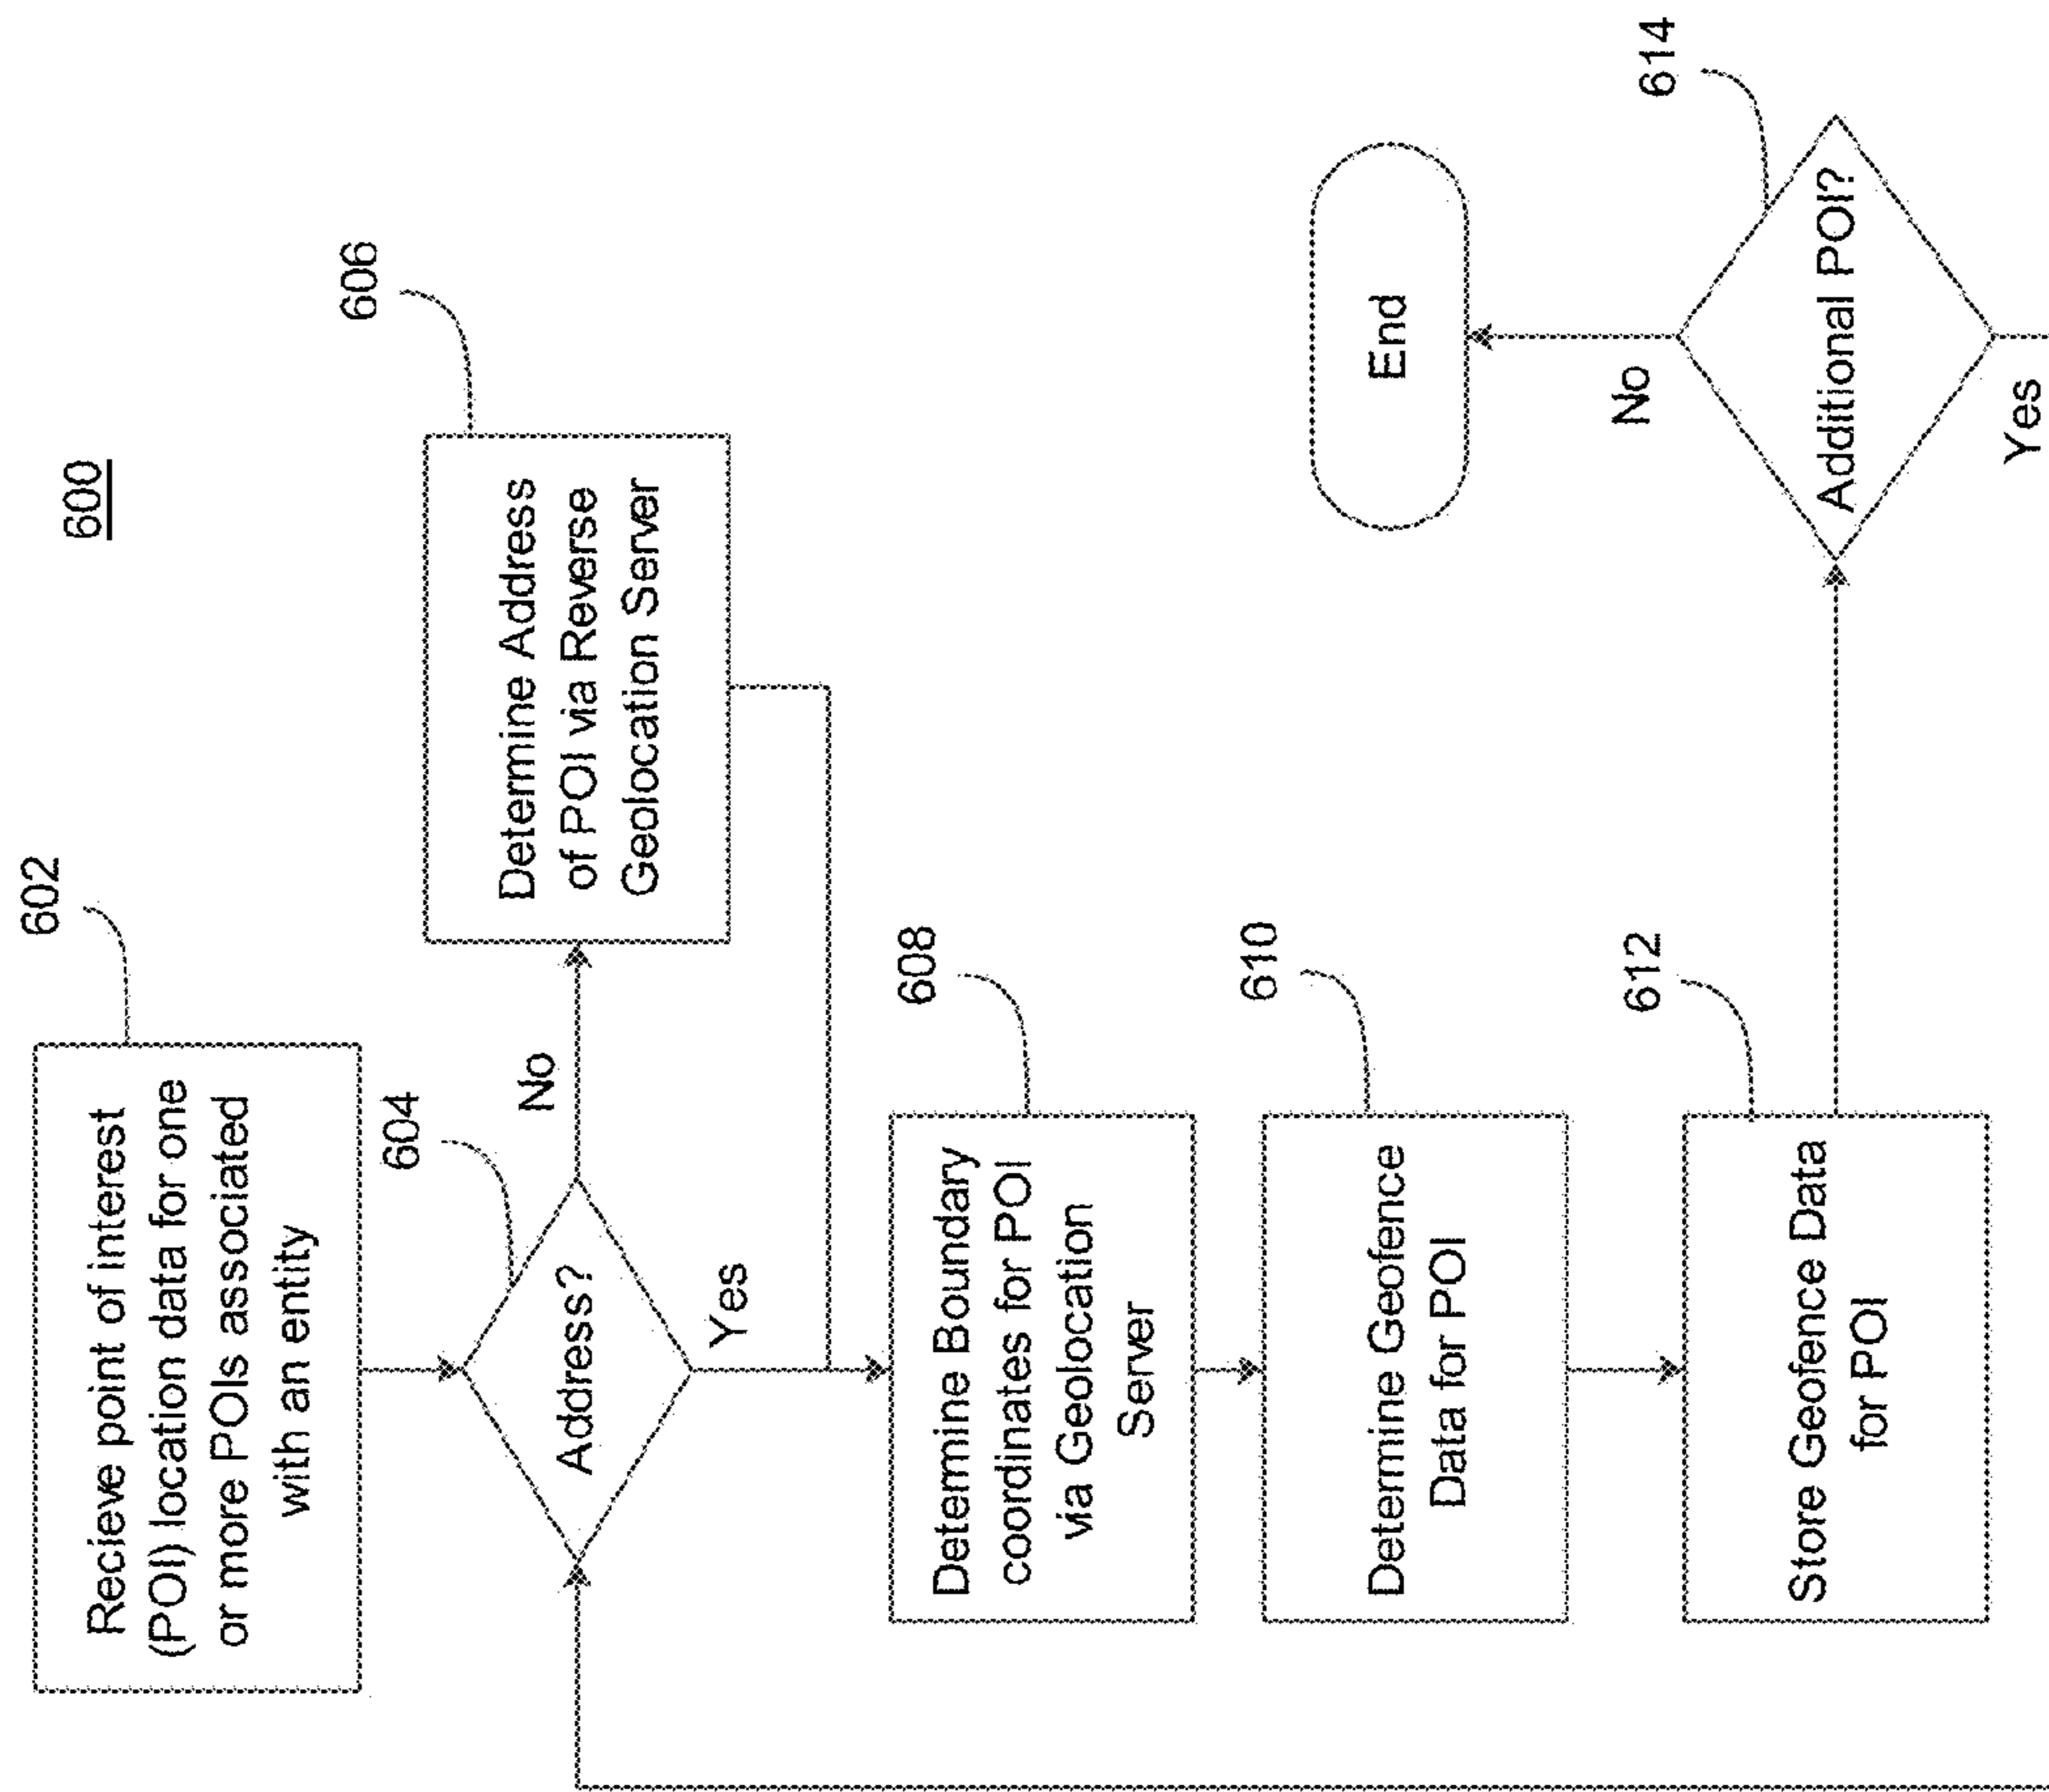 600
602
Recieve point of interest
(POI) location data for one
or more POIs associated
with an entity
604
Address?
No
Yes
606
Determine Address
of POI via Reverse
Geolocation Server
608
Determine Boundary
coordinates for POI
via Geolocation
Server
610
Determine Geofence
Data for POI
612
Store Geofence Data
for POI
614
Additional POI?
No
Yes
End